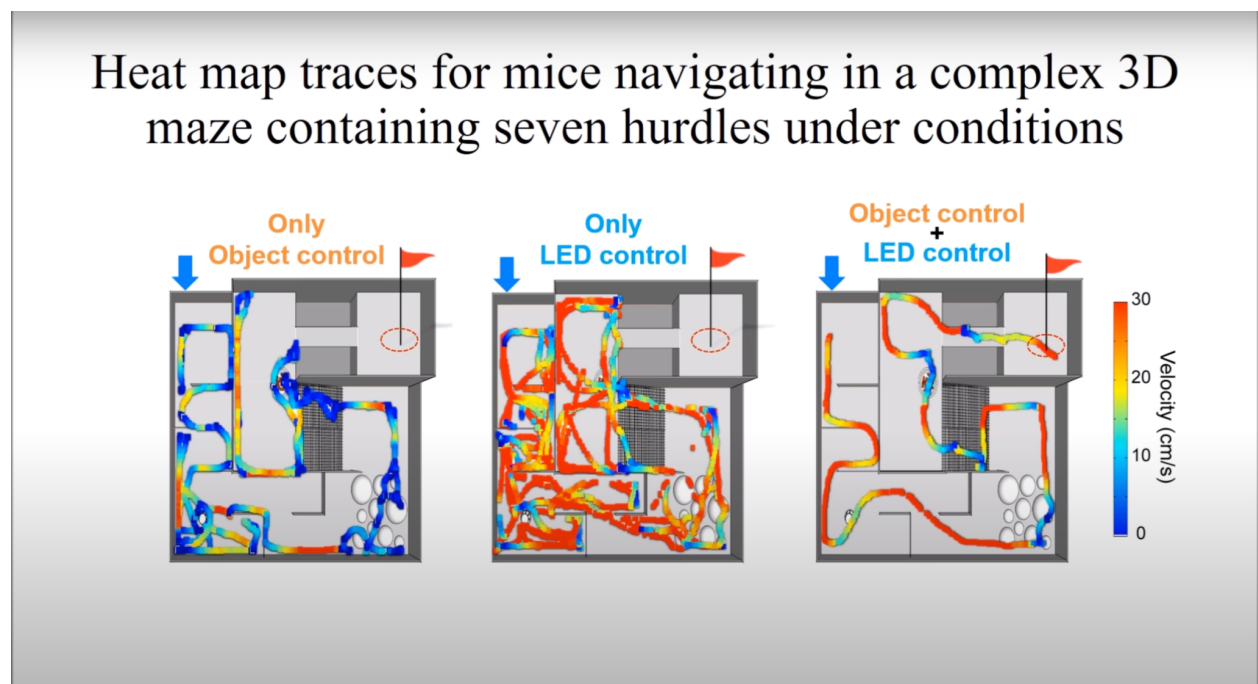 Heat map traces for mice navigating in a complex 3D
maze containing seven hurdles under conditions
Only
Object control
Only
LED control
Object control
+
LED control
30
20
10
0
Velocity (cm/s)